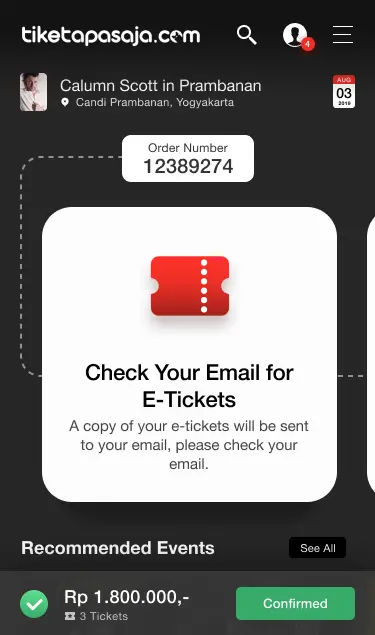 tiketapasaja.com
4
Calumn Scott in Prambanan
Candi Prambanan, Yogyakarta
AUG
03
2019
Order Number
12389274
Check Your Email for
E-Tickets
A copy of your e-tickets will be sent
to your email, please check your
email.
Recommended Events
See All
Rp 1.800.000,-
3 Tickets
Confirmed